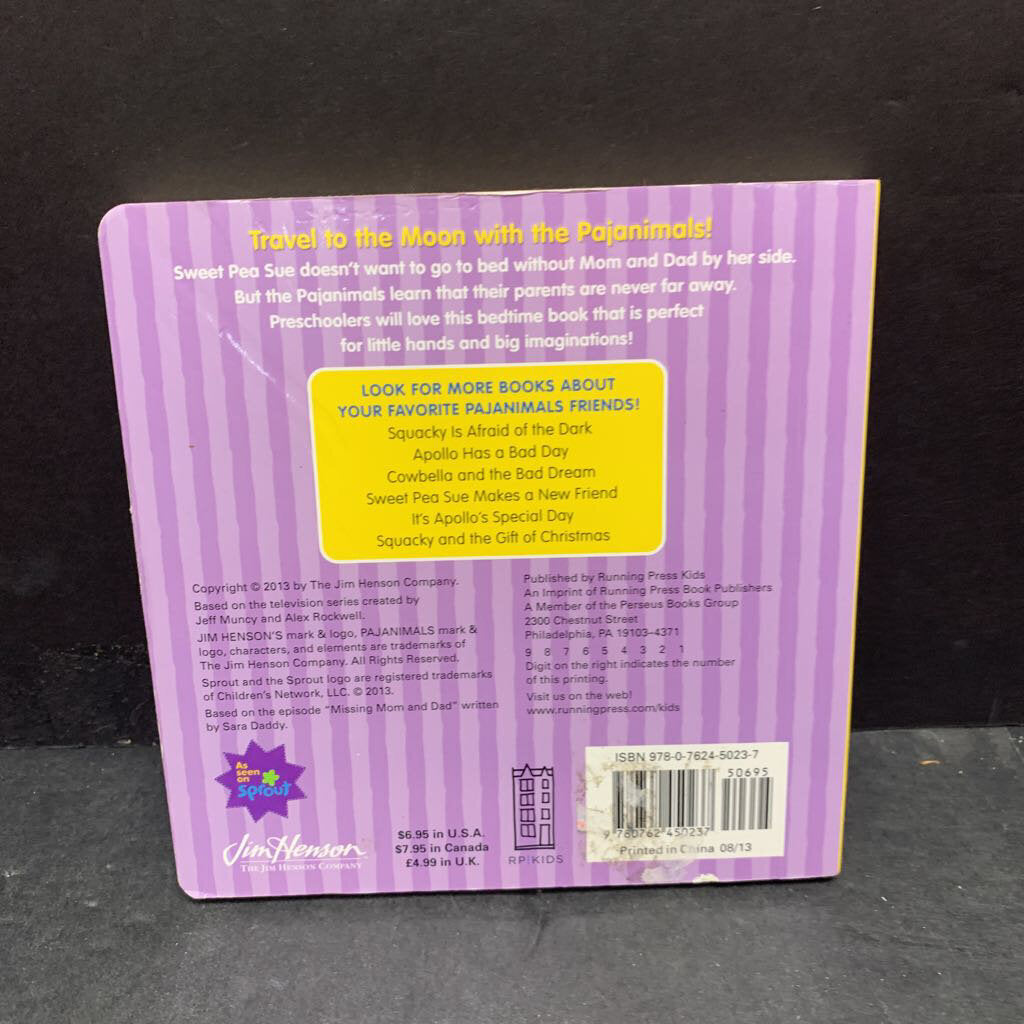 Travel to the Moon with the Pajanimals!
Sweet Pea Sue doesn't want to go to bed without Mom and Dad by her side.
But the Pajanimals learn that their parents are never far away.
Preschoolers will love this bedtime book that is perfect
for little hands and big imaginations!
LOOK FOR MORE BOOKS ABOUT
YOUR FAVORITE PAJANIMALS FRIENDS!
Squacky Is Afraid of the Dark
Apollo Has a Bad Day
Cowbella and the Bad Dream
Sweet Pea Sue Makes a New Friend
It's Apollo's Special Day
Squacky and the Gift of Christmas
Copyright © 2013 by The Jim Henson Company.
Based on the television series created by
Jeff Muncy and Alex Rockwell.
JIM HENSON'S mark & logo, PAJANIMALS mark &
logo, characters, and elements are trademarks of
The Jim Henson Company. All Rights Reserved.
Sprout and the Sprout logo are registered trademarks
of Children's Network, LLC. © 2013.
Based on the episode "Missing Mom and Dad" written
by Sara Daddy.
Published by Running Press Kids
An Imprint of Running Press Book Publishers
A Member of the Perseus Books Group
2300 Chestnut Street
Philadelphia, PA 19103-4371
9 8 7 6 5 4 3 2 1
Digit on the right indicates the number
of this printing.
Visit us on the web!
www.runningpress.com/kids
As
seen
on
Sprout
Jim Henson
THE JIM HENSON COMPANY
$6.95 in U.S.A.
$7.95 in Canada
£4.99 in U.K.
RP|KIDS
ISBN 978-0-7624-5023-7
50695
9 780762 450237
Printed in China 08/13